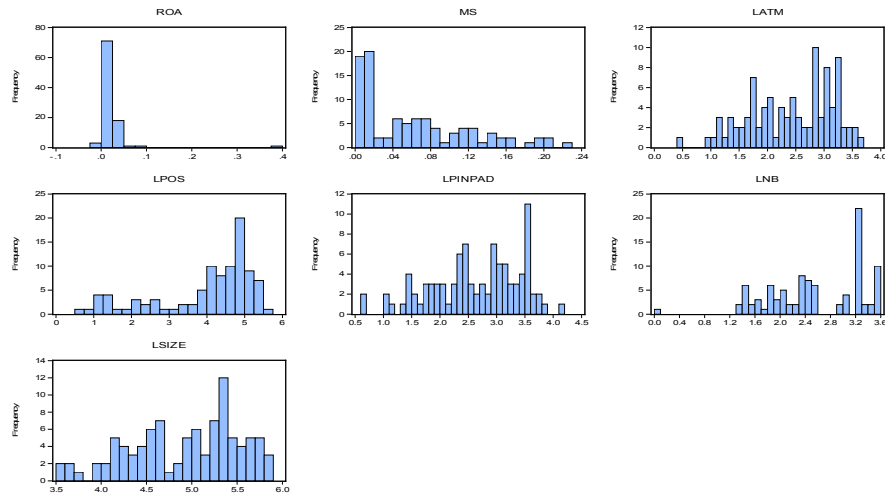 ROA
MS
LATM
80
60
40
20
0
Frequency
-.1 .0 .1 .2 .3 .4
25
20
15
10
5
0
Frequency
.00 .04 .08 .12 .16 .20 .24
12
10
8
6
4
2
0
Frequency
0.0 0.5 1.0 1.5 2.0 2.5 3.0 3.5 4.0
LPOS
LPINPAD
LNB
25
20
15
10
5
0
Frequency
0 1 2 3 4 5 6
12
10
8
6
4
2
0
Frequency
0.5 1.0 1.5 2.0 2.5 3.0 3.5 4.0 4.5
25
20
15
10
5
0
Frequency
0.0 0.4 0.8 1.2 1.6 2.0 2.4 2.8 3.2 3.6
LSIZE
14
12
10
8
6
4
2
0
Frequency
3.5 4.0 4.5 5.0 5.5 6.0